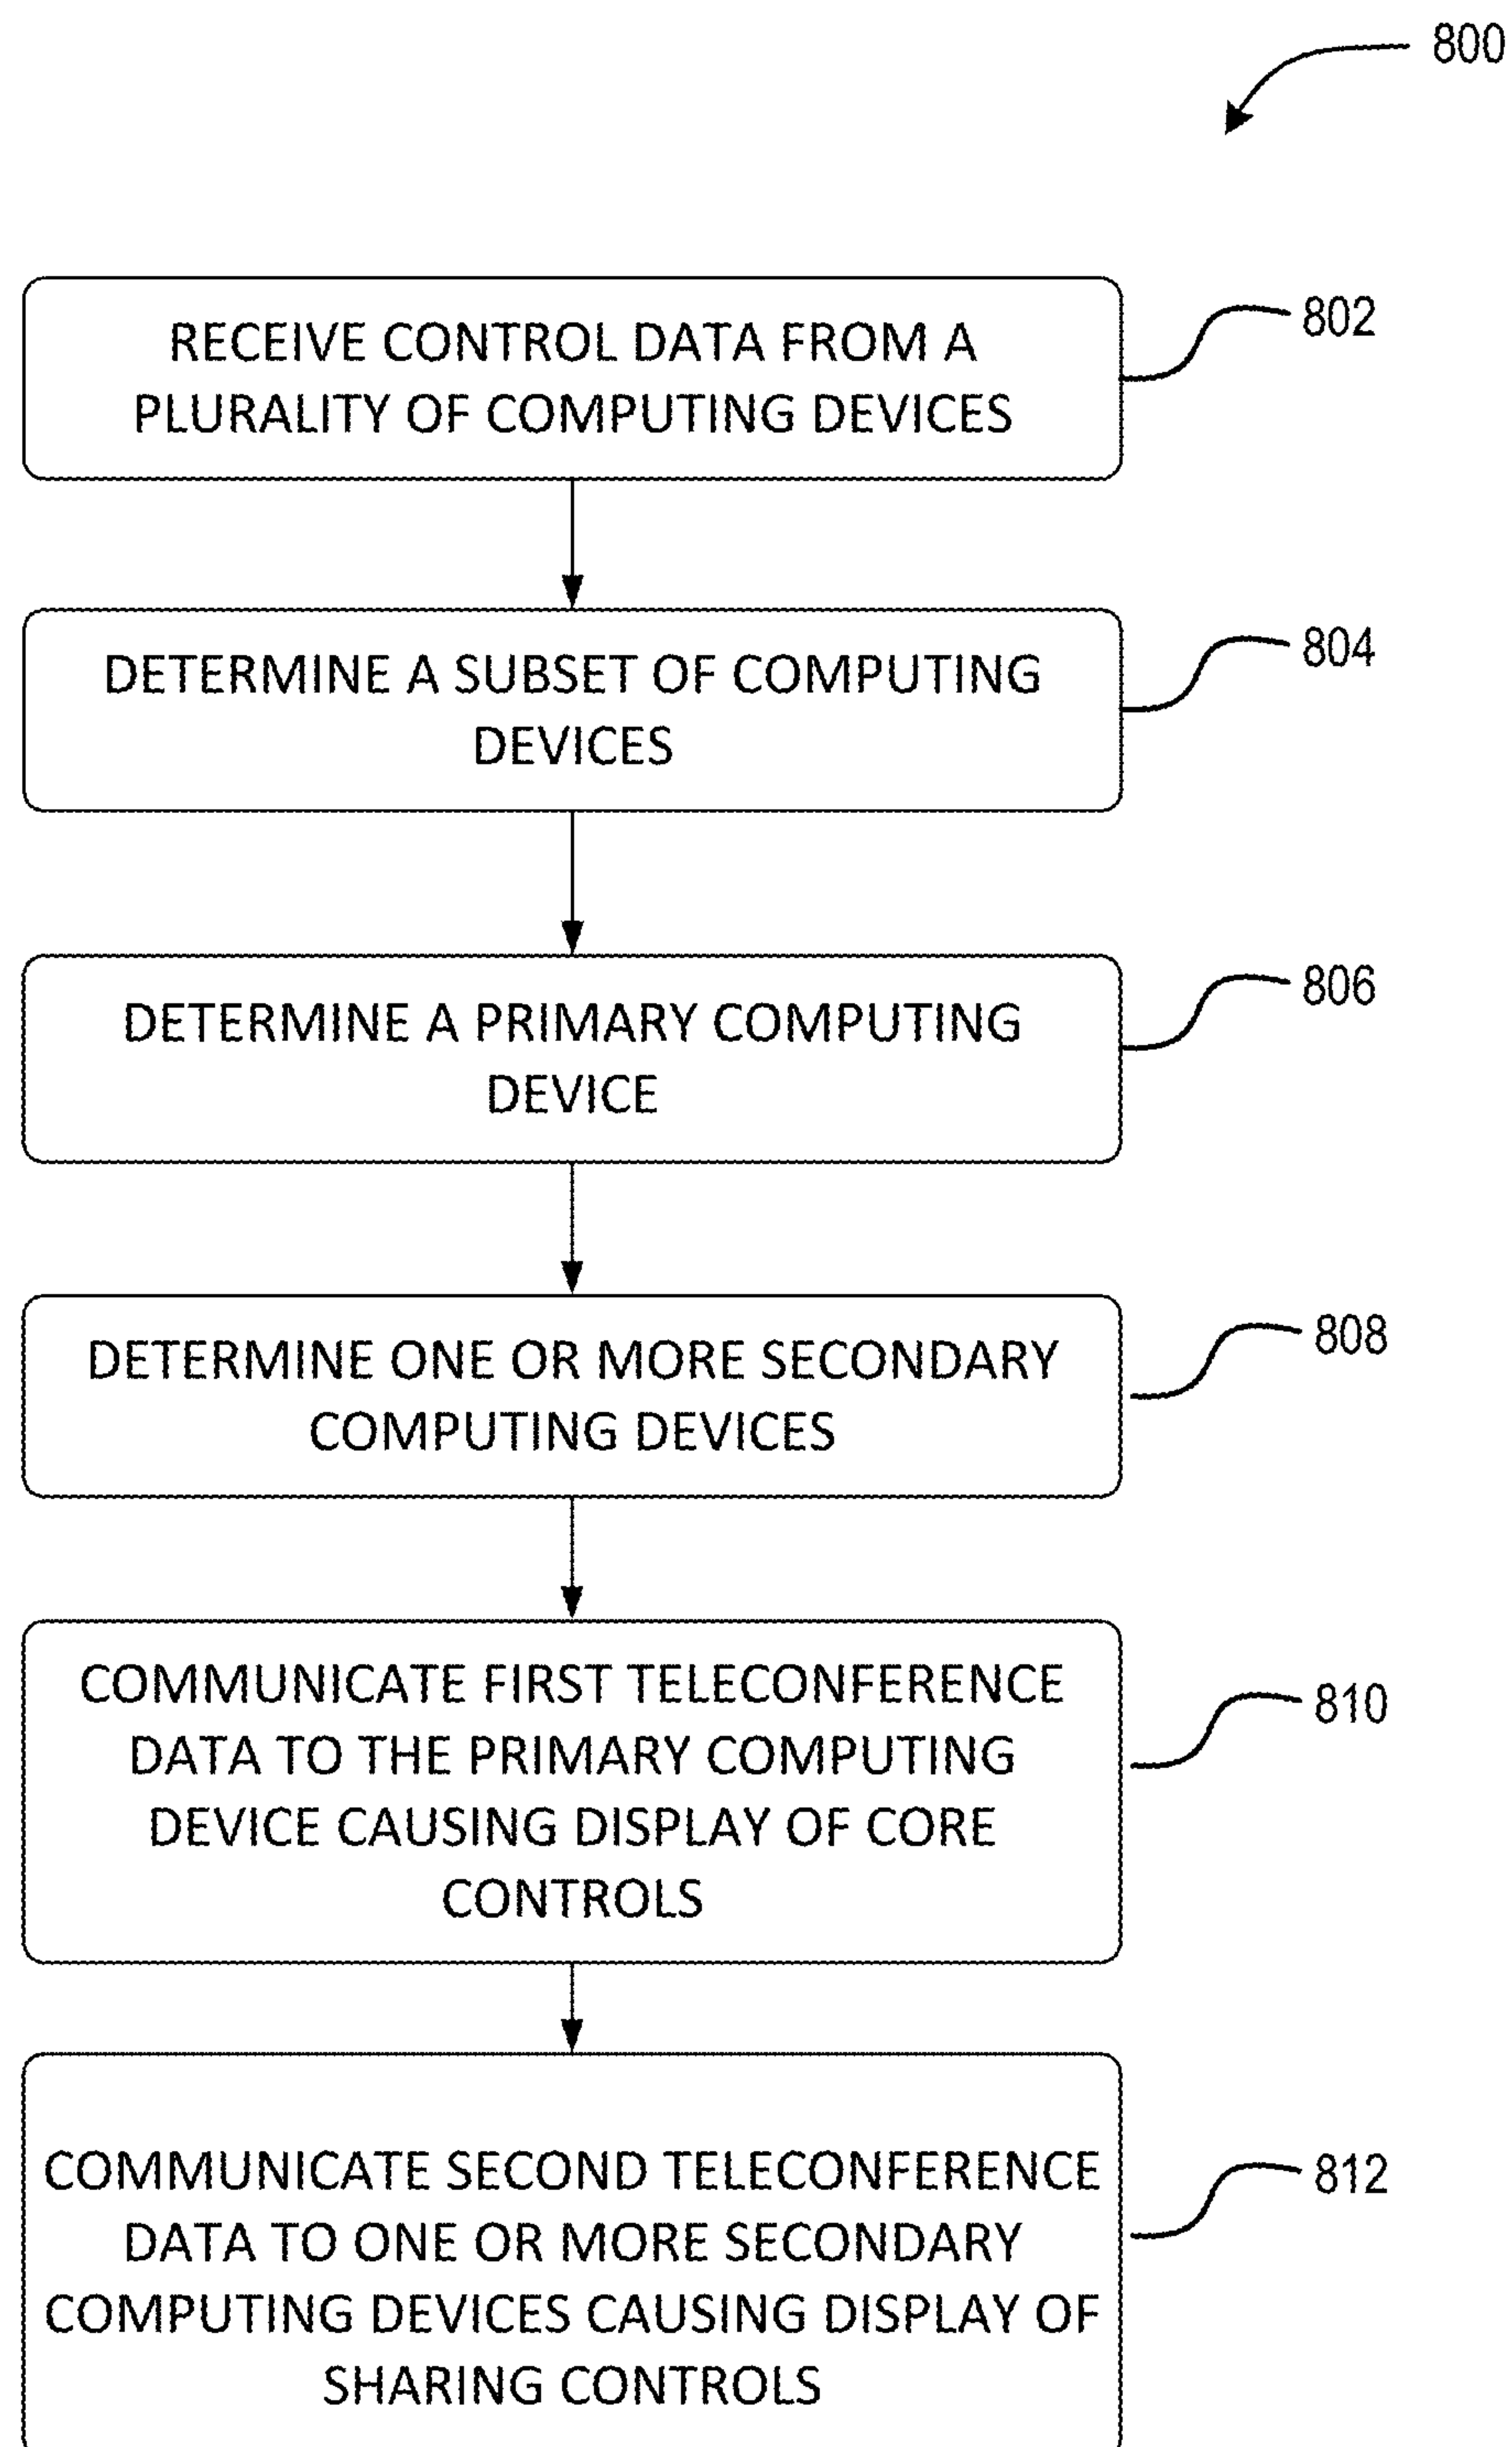 800
RECEIVE CONTROL DATA FROM A
PLURALITY OF COMPUTING DEVICES
802
DETERMINE A SUBSET OF COMPUTING
DEVICES
804
DETERMINE A PRIMARY COMPUTING
DEVICE
806
DETERMINE ONE OR MORE SECONDARY
COMPUTING DEVICES
808
COMMUNICATE FIRST TELECONFERENCE
DATA TO THE PRIMARY COMPUTING
DEVICE CAUSING DISPLAY OF CORE
CONTROLS
810
COMMUNICATE SECOND TELECONFERENCE
DATA TO ONE OR MORE SECONDARY
COMPUTING DEVICES CAUSING DISPLAY OF
SHARING CONTROLS
812